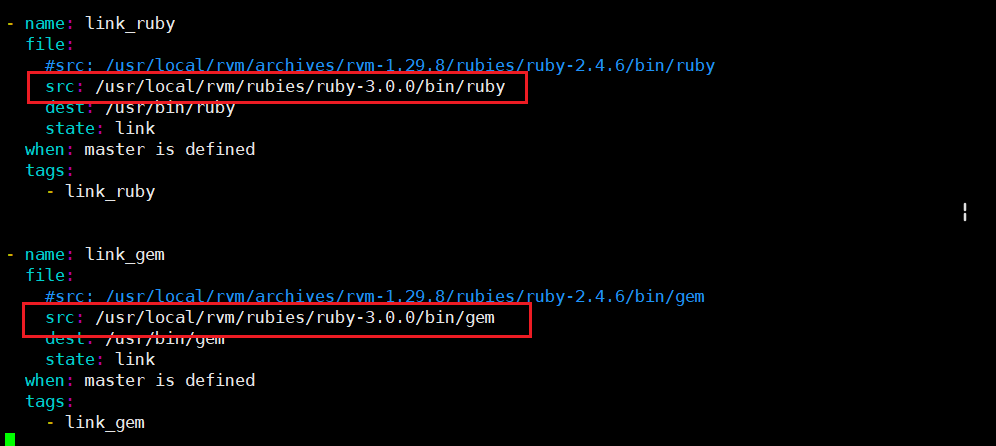 - name: link_ruby
  file:
    #src: /usr/local/rvm/archives/rvm-1.29.8/rubies/ruby-2.4.6/bin/ruby
    src: /usr/local/rvm/rubies/ruby-3.0.0/bin/ruby
    dest: /usr/bin/ruby
    state: link
  when: master is defined
  tags:
    - link_ruby
- name: link_gem
  file:
    #src: /usr/local/rvm/archives/rvm-1.29.8/rubies/ruby-2.4.6/bin/gem
    src: /usr/local/rvm/rubies/ruby-3.0.0/bin/gem
    dest: /usr/bin/gem
    state: link
  when: master is defined
  tags:
    - link_gem